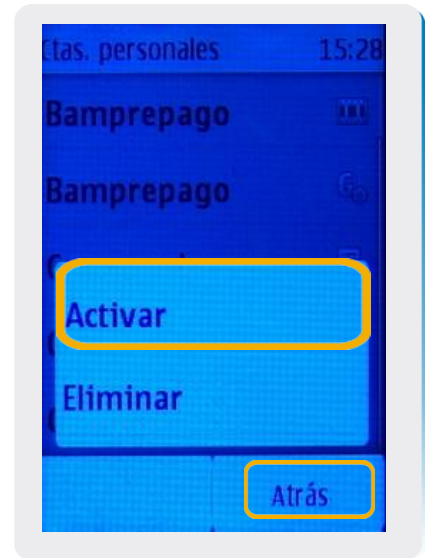 Ctas. personales 15:28
Bamprepago
Bamprepago
Activar
Eliminar
Atrás